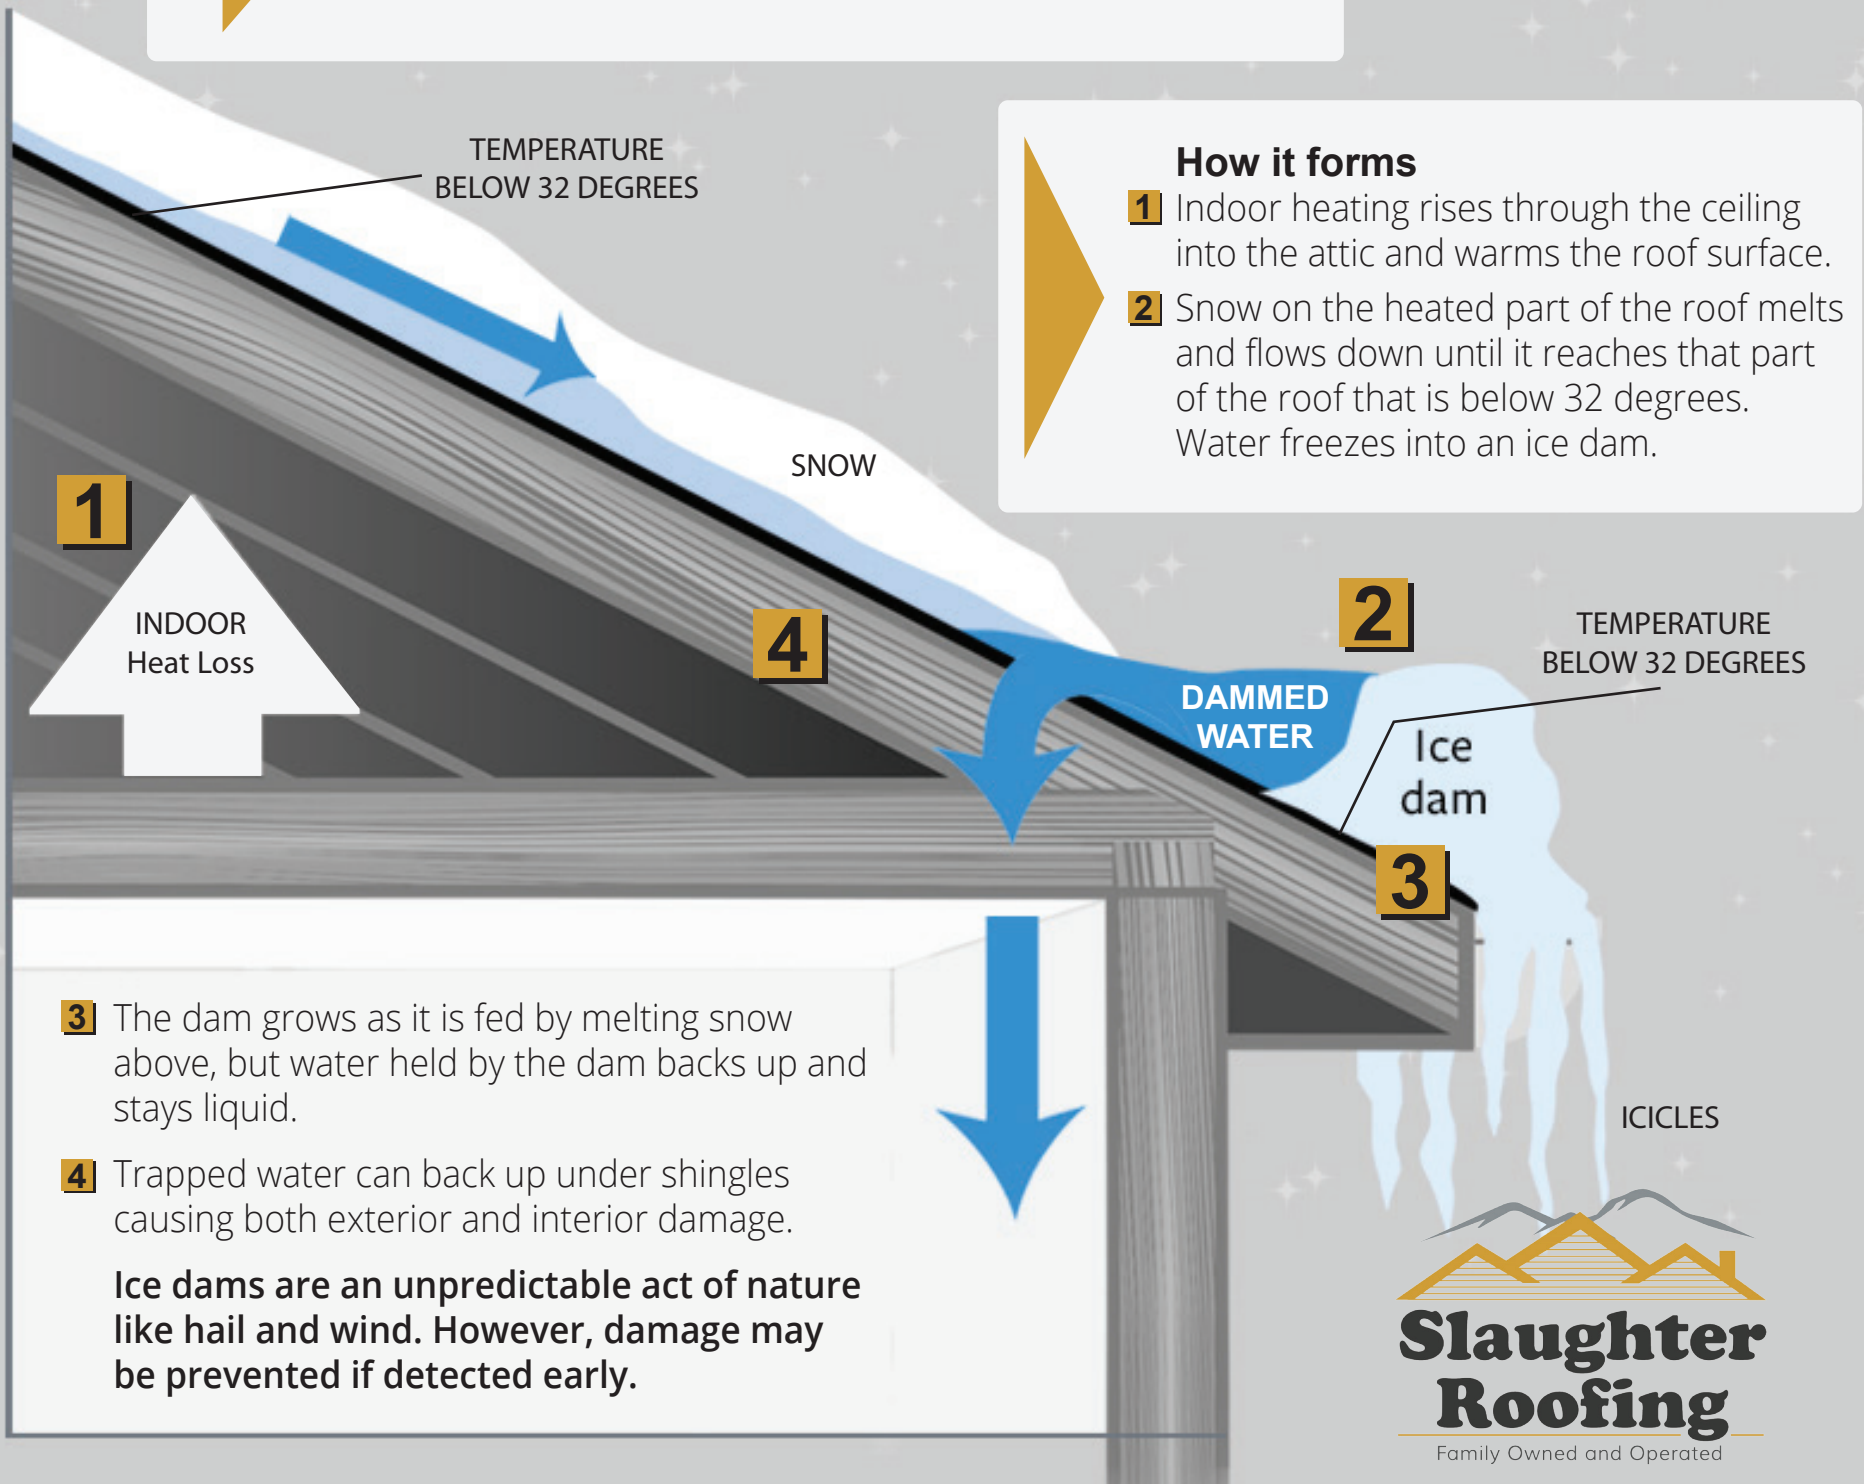 TEMPERATURE
BELOW 32 DEGREES
How it forms
1 Indoor heating rises through the ceiling
into the attic and warms the roof surface.
2 Snow on the heated part of the roof melts
and flows down until it reaches that part
of the roof that is below 32 degrees.
Water freezes into an ice dam.
SNOW
1
INDOOR
Heat Loss
4
2
TEMPERATURE
BELOW 32 DEGREES
DAMMED
WATER
Ice
dam
3
3 The dam grows as it is fed by melting snow
above, but water held by the dam backs up and
stays liquid.
4 Trapped water can back up under shingles
causing both exterior and interior damage.
Ice dams are an unpredictable act of nature
like hail and wind. However, damage may
be prevented if detected early.
ICICLES
Slaughter
Roofing
Family Owned and Operated